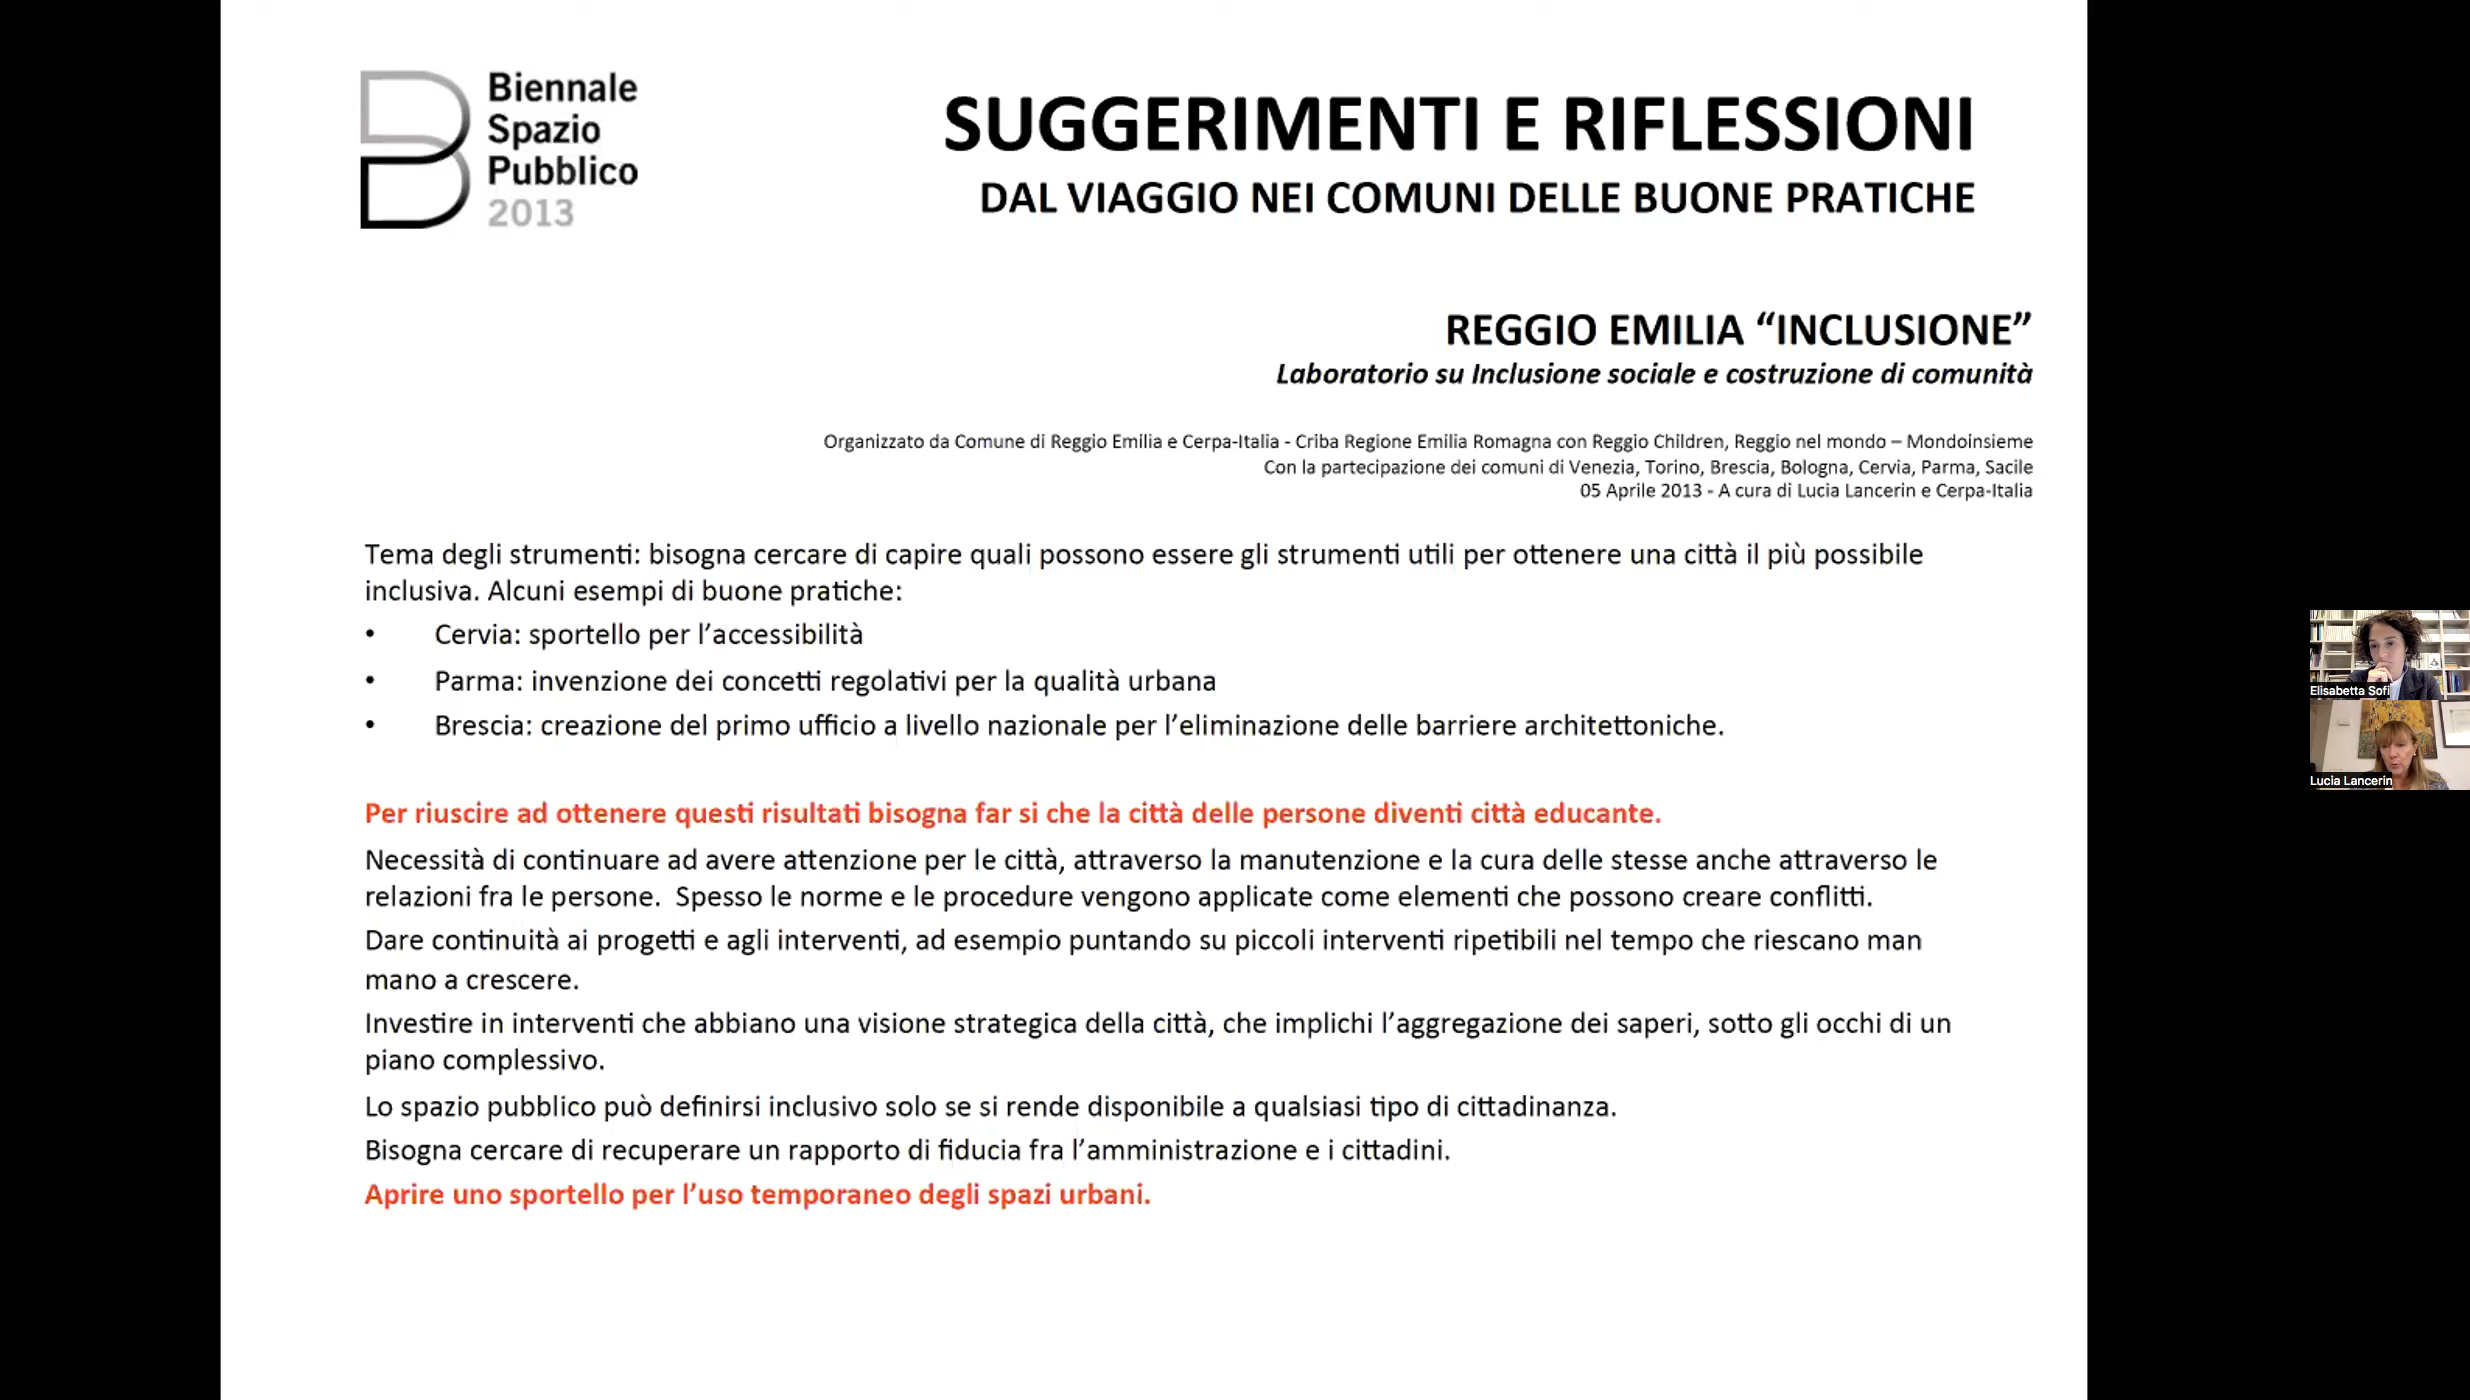 Biennale
Spazio
Pubblico
2013
SUGGERIMENTI E RIFLESSIONI
DAL VIAGGIO NEI COMUNI DELLE BUONE PRATICHE
REGGIO EMILIA “INCLUSIONE”
Laboratorio su Inclusione sociale e costruzione di comunità
Organizzato da Comune di Reggio Emilia e Cerpa-Italia - Criba Regione Emilia Romagna con Reggio Children, Reggio nel mondo – Mondoinsieme
Con la partecipazione dei comuni di Venezia, Torino, Brescia, Bologna, Cervia, Parma, Sacile
05 Aprile 2013 - A cura di Lucia Lancerin e Cerpa-Italia
Tema degli strumenti: bisogna cercare di capire quali possono essere gli strumenti utili per ottenere una città il più possibile
inclusiva. Alcuni esempi di buone pratiche:
• Cervia: sportello per l’accessibilità
• Parma: invenzione dei concetti regolativi per la qualità urbana
• Brescia: creazione del primo ufficio a livello nazionale per l’eliminazione delle barriere architettoniche.
Per riuscire ad ottenere questi risultati bisogna far si che la città delle persone diventi città educante.
Necessità di continuare ad avere attenzione per le città, attraverso la manutenzione e la cura delle stesse anche attraverso le
relazioni fra le persone. Spesso le norme e le procedure vengono applicate come elementi che possono creare conflitti.
Dare continuità ai progetti e agli interventi, ad esempio puntando su piccoli interventi ripetibili nel tempo che riescano man
mano a crescere.
Investire in interventi che abbiano una visione strategica della città, che implichi l’aggregazione dei saperi, sotto gli occhi di un
piano complessivo.
Lo spazio pubblico può definirsi inclusivo solo se si rende disponibile a qualsiasi tipo di cittadinanza.
Bisogna cercare di recuperare un rapporto di fiducia fra l’amministrazione e i cittadini.
Aprire uno sportello per l’uso temporaneo degli spazi urbani.
Elisabetta Sofi
Lucia Lancerin